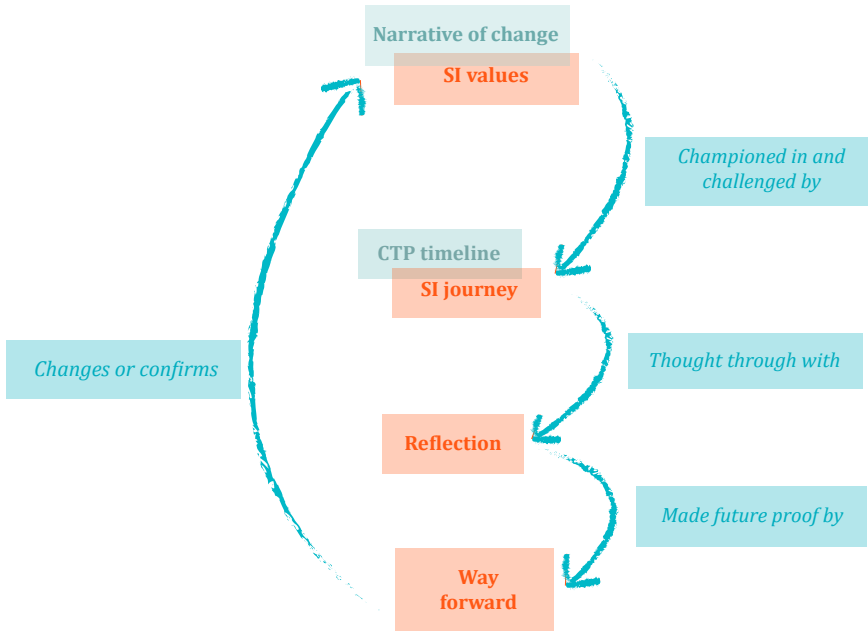 Narrative of change
SI values
Championed in and
challenged by
CTP timeline
SI journey
Changes or confirms
Thought through with
Reflection
Made future proof by
Way
forward